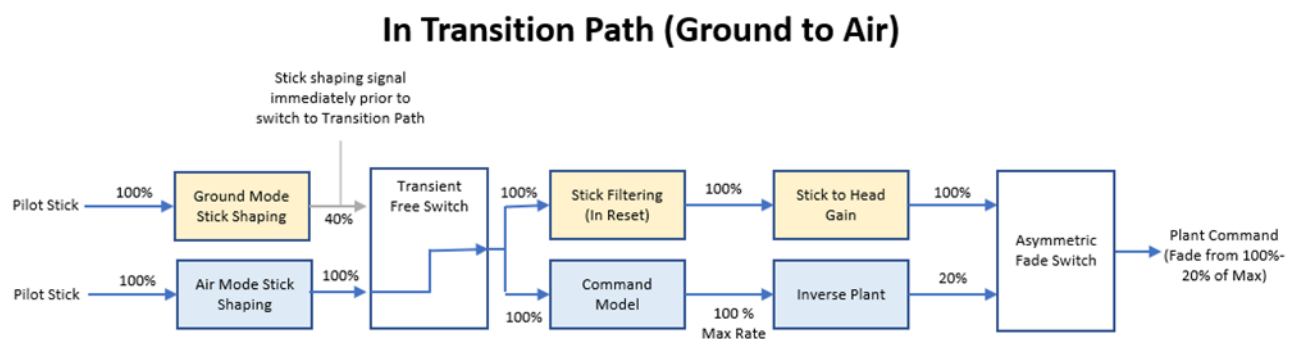 In Transition Path (Ground to Air)
Stick shaping signal
immediately prior to
switch to Transition Path
Pilot Stick
100%
Ground Mode
Stick Shaping
40%
Transient
Free Switch
100%
Stick Filtering
(In Reset)
100%
Stick to Head
Gain
100%
Asymmetric
Fade Switch
Plant Command
(Fade from 100%-
20% of Max)
Pilot Stick
100%
Air Mode Stick
Shaping
100%
100%
Command
Model
100 %
Max Rate
Inverse Plant
20%